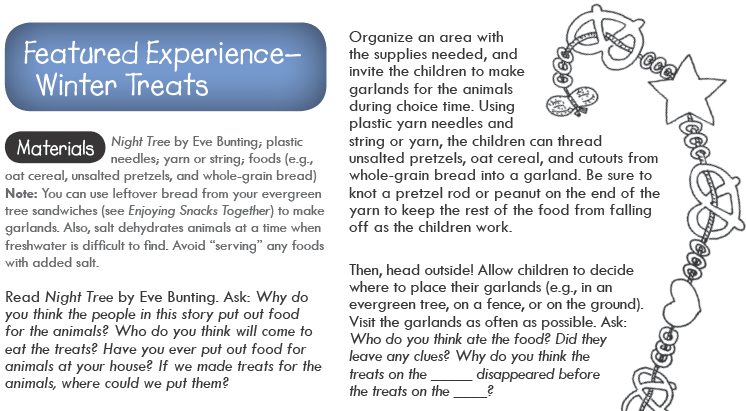 Featured Experience–
Winter Treats
Materials
Night Tree by Eve Bunting; plastic
needles; yarn or string; foods (e.g.,
oat cereal, unsalted pretzels, and whole-grain bread)
Note: You can use leftover bread from your evergreen
tree sandwiches (see Enjoying Snacks Together) to make
garlands. Also, salt dehydrates animals at a time when
freshwater is difficult to find. Avoid “serving” any foods
with added salt.
Read Night Tree by Eve Bunting. Ask: Why do
you think the people in this story put out food
for the animals? Who do you think will come to
eat the treats? Have you ever put out food for
animals at your house? If we made treats for the
animals, where could we put them?
Organize an area with
the supplies needed, and
invite the children to make
garlands for the animals
during choice time. Using
plastic yarn needles and
string or yarn, the children can thread
unsalted pretzels, oat cereal, and cutouts from
whole-grain bread into a garland. Be sure to
knot a pretzel rod or peanut on the end of the
yarn to keep the rest of the food from falling
off as the children work.
Then, head outside! Allow children to decide
where to place their garlands (e.g., in an
evergreen tree, on a fence, or on the ground).
Visit the garlands as often as possible. Ask:
Who do you think ate the food? Did they
leave any clues? Why do you think the
treats on the _____ disappeared before
the treats on the ____?